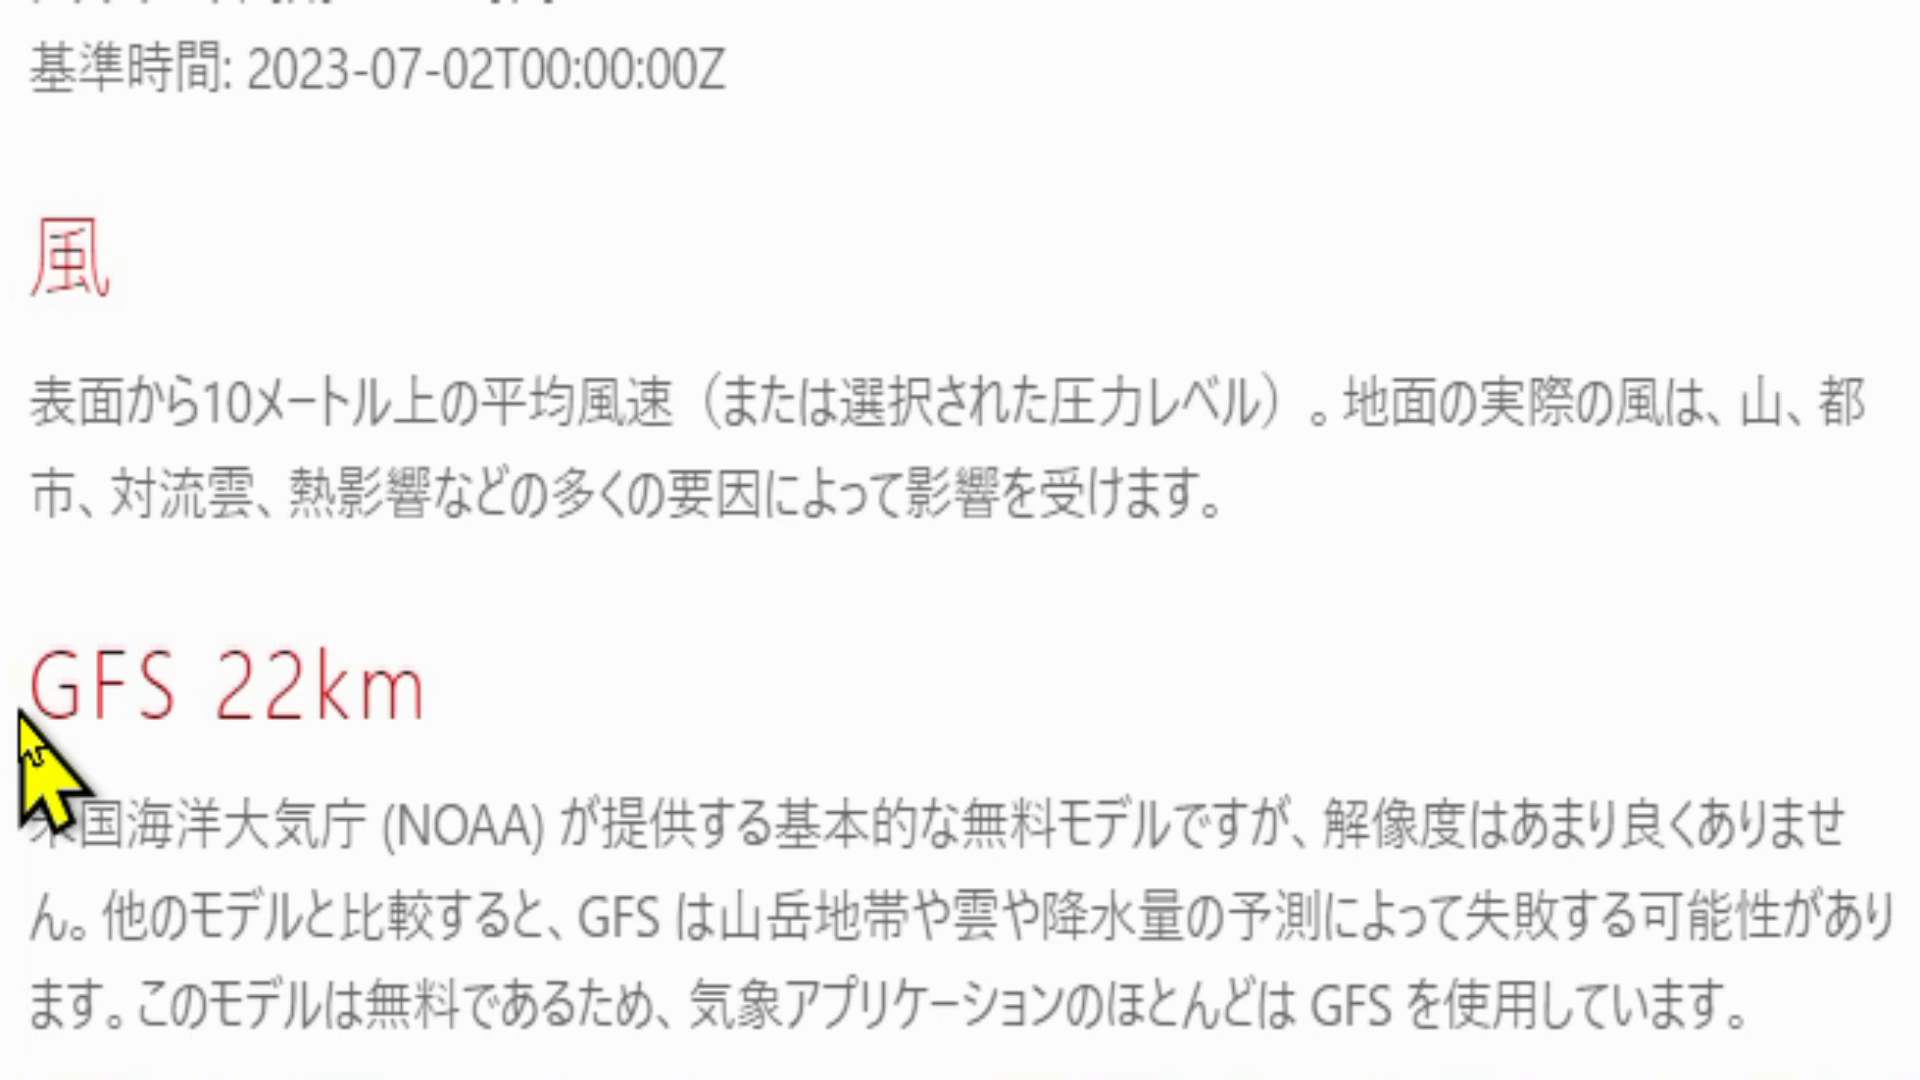 基準時間: 2023-07-02T00:00:00Z
風
表面から10メートル上の平均風速（または選択された圧力レベル）。地面の実際の風は、山、都
市、対流雲、熱影響などの多くの要因によって影響を受けます。
GFS 22km
国海洋大気庁 (NOAA) が提供する基本的な無料モデルですが、解像度はあまり良くありませ
ん。他のモデルと比較すると、GFS は山岳地帯や雲や降水量の予測によって失敗する可能性があり
ます。このモデルは無料であるため、気象アプリケーションのほとんどは GFS を使用しています。